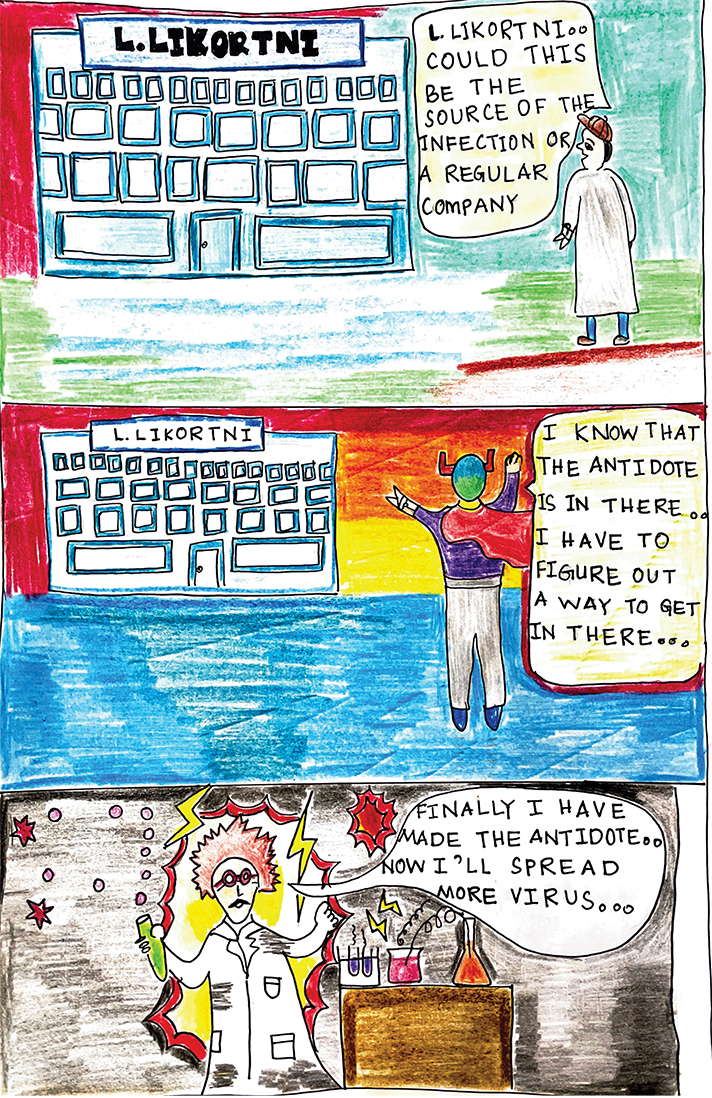 L.LIKORTNI
L.LIKORTNI..
COULD THIS
BE THE
SOURCE OF THE
INFECTION OR
A REGULAR
COMPANY
L.LIKORTNI
I KNOW THAT
THE ANTIDOTE
IS IN THERE..
I HAVE TO
FIGURE OUT
A WAY TO GET
IN THERE...
FINALLY I HAVE
MADE THE ANTIDOTE..
NOW I'LL SPREAD
MORE VIRUS...